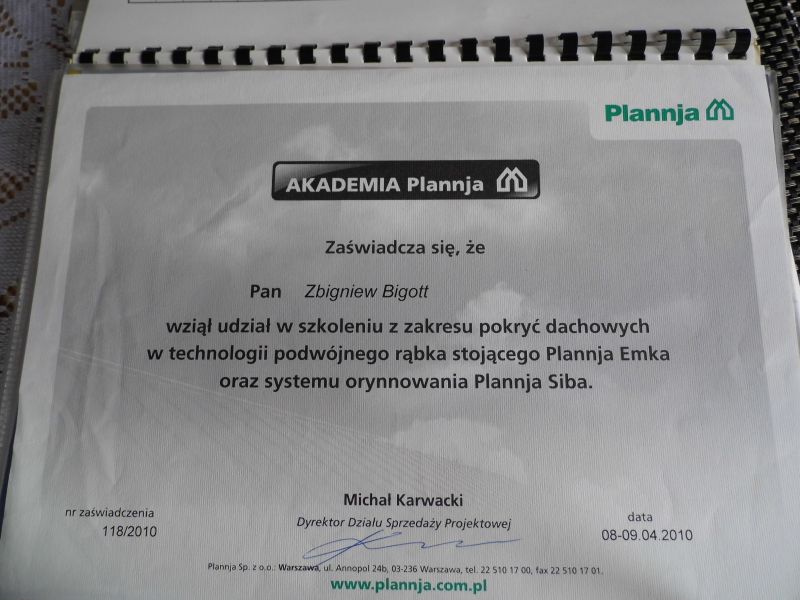 Plannja
AKADEMIA Plannja
Zaświadcza się, że
Pan Zbigniew Bigott
wziął udział w szkoleniu z zakresu pokryć dachowych
w technologii podwójnego rąbka stojącego Plannja Emka
oraz systemu orynnowania Plannja Siba.
Michał Karwacki
Dyrektor Działu Sprzedaży Projektowej
nr zaświadczenia
118/2010
data
08-09.04.2010
Plannja Sp. z o.o.: Warszawa, ul. Annopol 24b, 03-236 Warszawa, tel. 22 510 17 00, fax 22 510 17 01.
www.plannja.com.pl